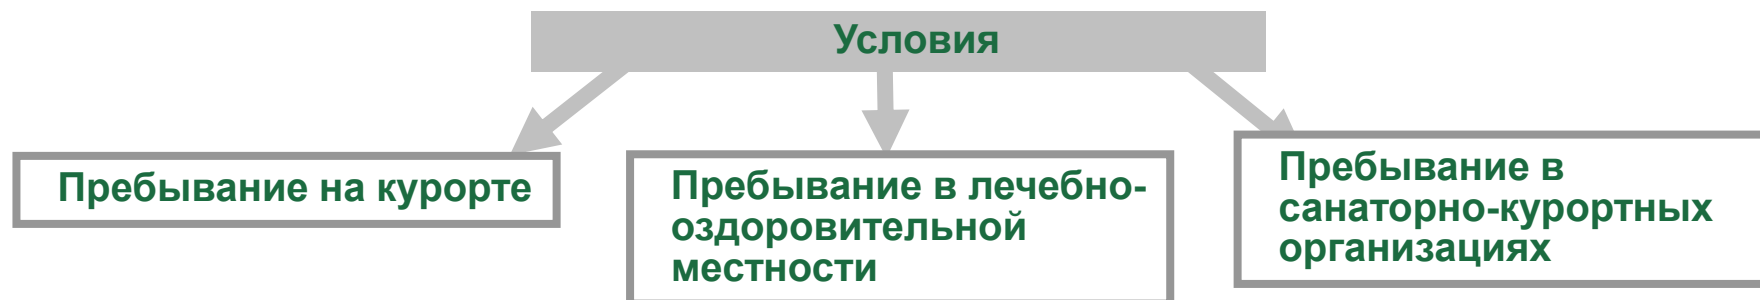 Условия
Пребывание на курорте
Пребывание в лечебно-
оздоровительной
местности
Пребывание в
санаторно-курортных
организациях